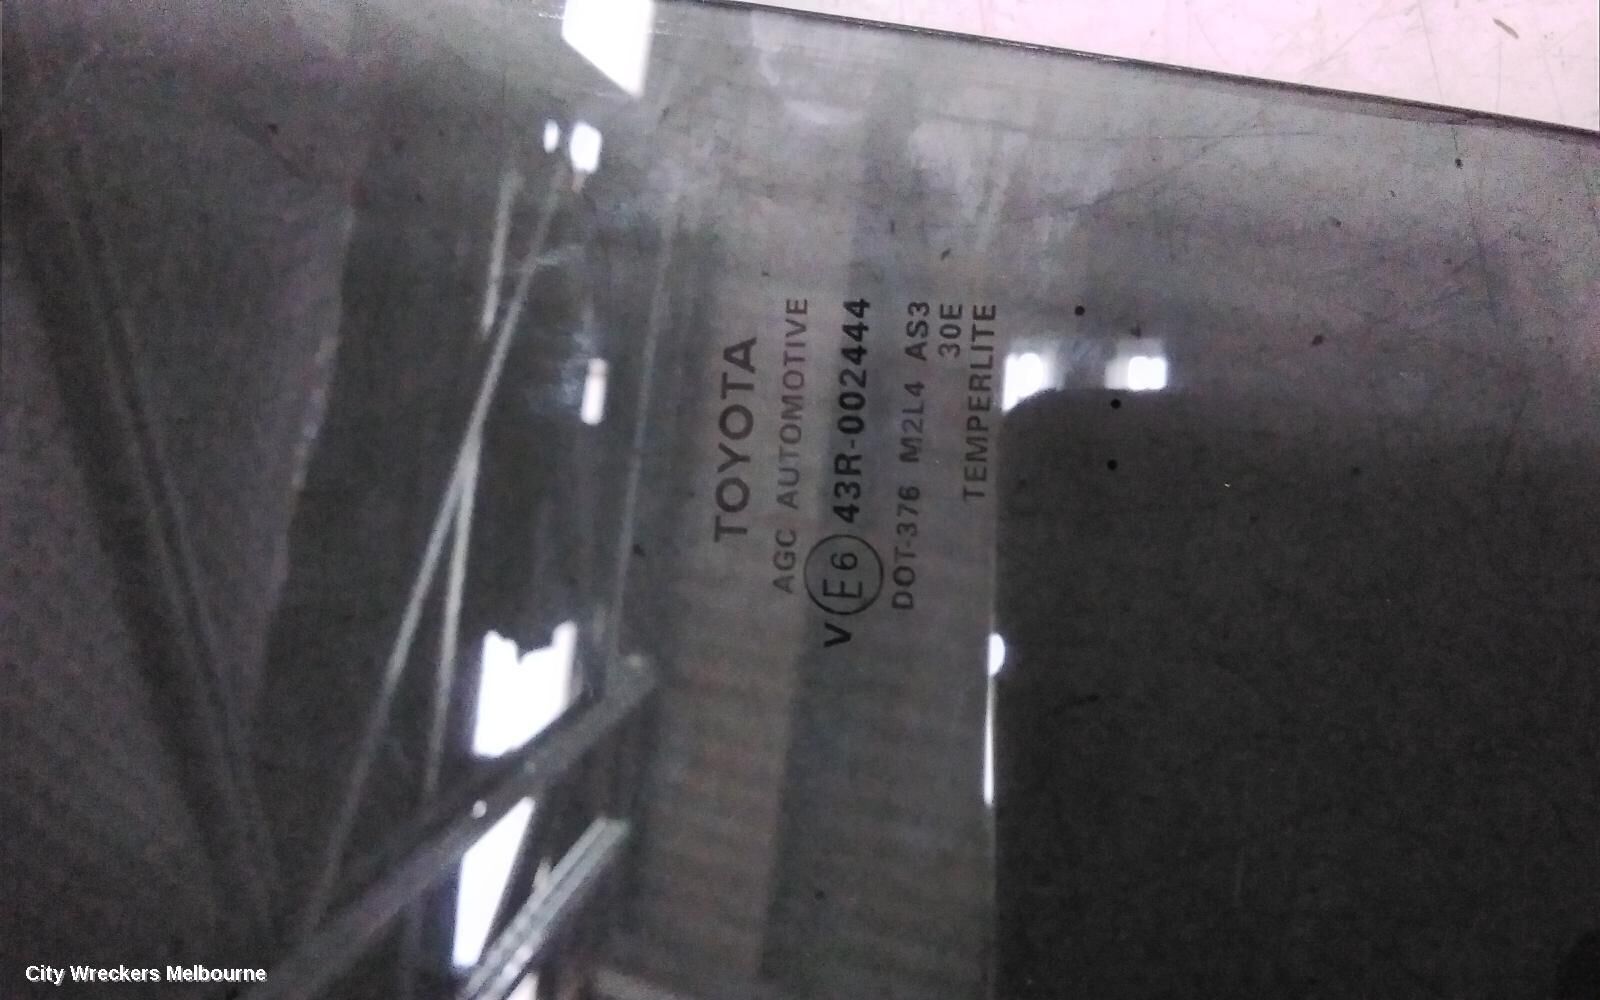 TOYOTA
AGC AUTOMOTIVE
V E6 43R-002444
DOT-376 M2L4 AS3
30E
TEMPERLITE
City Wreckers Melbourne